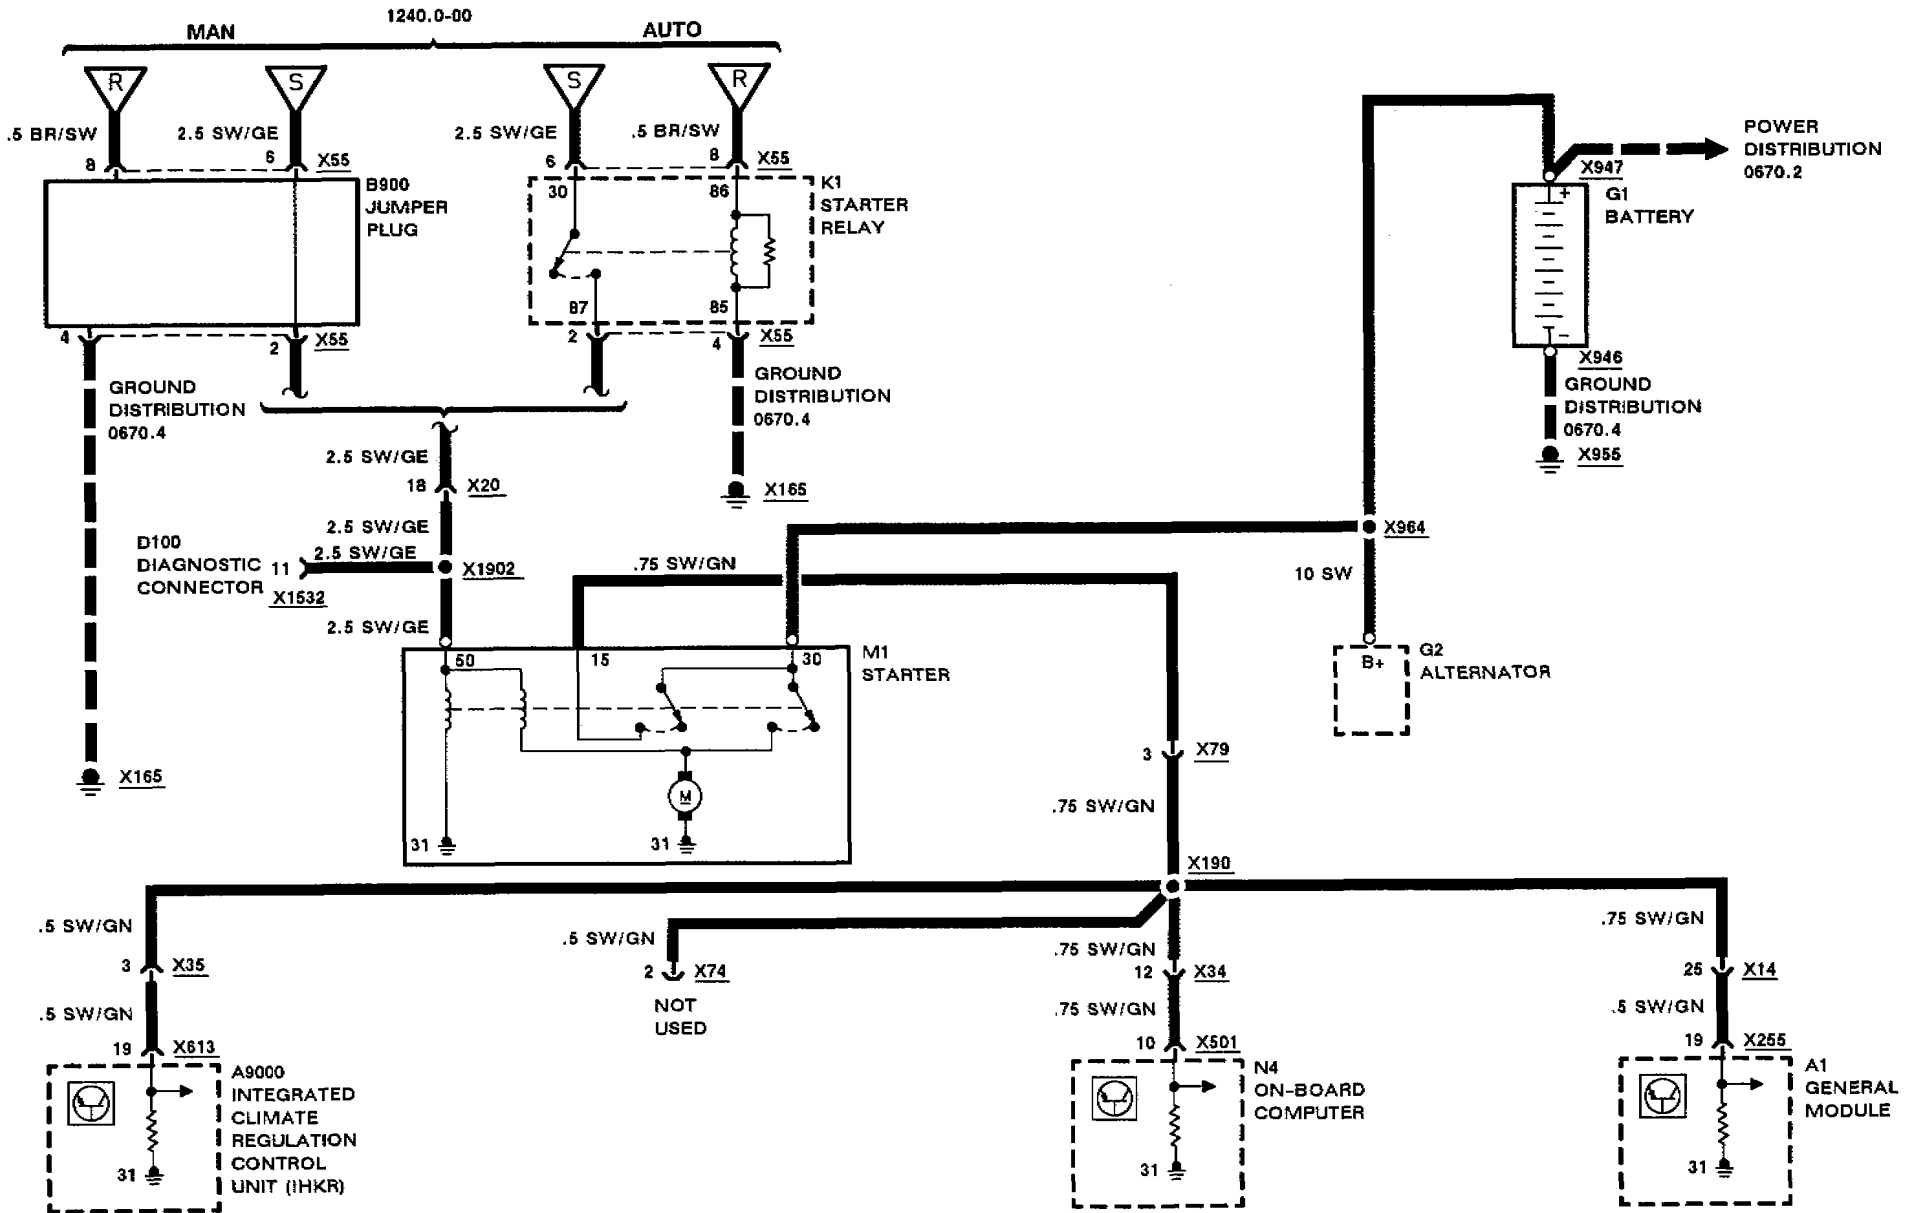 1240.0-00
MAN
AUTO
R
S
S
R
.5 BR/SW
2.5 SW/GE
2.5 SW/GE
.5 BR/SW
8
6
X55
6
8
X55
B900
JUMPER
PLUG
30
86
K1
STARTER
RELAY
87
85
4
2
X55
2
4
X55
GROUND
DISTRIBUTION
0670.4
GROUND
DISTRIBUTION
0670.4
X165
POWER
DISTRIBUTION
0670.2
X947
G1
BATTERY
+
-
X946
GROUND
DISTRIBUTION
0670.4
X955
2.5 SW/GE
18
X20
2.5 SW/GE
D100
DIAGNOSTIC
CONNECTOR
11
2.5 SW/GE
X1902
X1532
2.5 SW/GE
.75 SW/GN
X964
10 SW
B+
G2
ALTERNATOR
50
15
30
M1
STARTER
M
31
31
X165
3
X79
.75 SW/GN
X190
.5 SW/GN
.5 SW/GN
.75 SW/GN
.75 SW/GN
3
X35
2
X74
12
X34
25
X14
NOT
USED
.5 SW/GN
.75 SW/GN
.5 SW/GN
19
X613
10
X501
19
X255
A9000
INTEGRATED
CLIMATE
REGULATION
CONTROL
UNIT (IHKR)
31
N4
ON-BOARD
COMPUTER
31
A1
GENERAL
MODULE
31